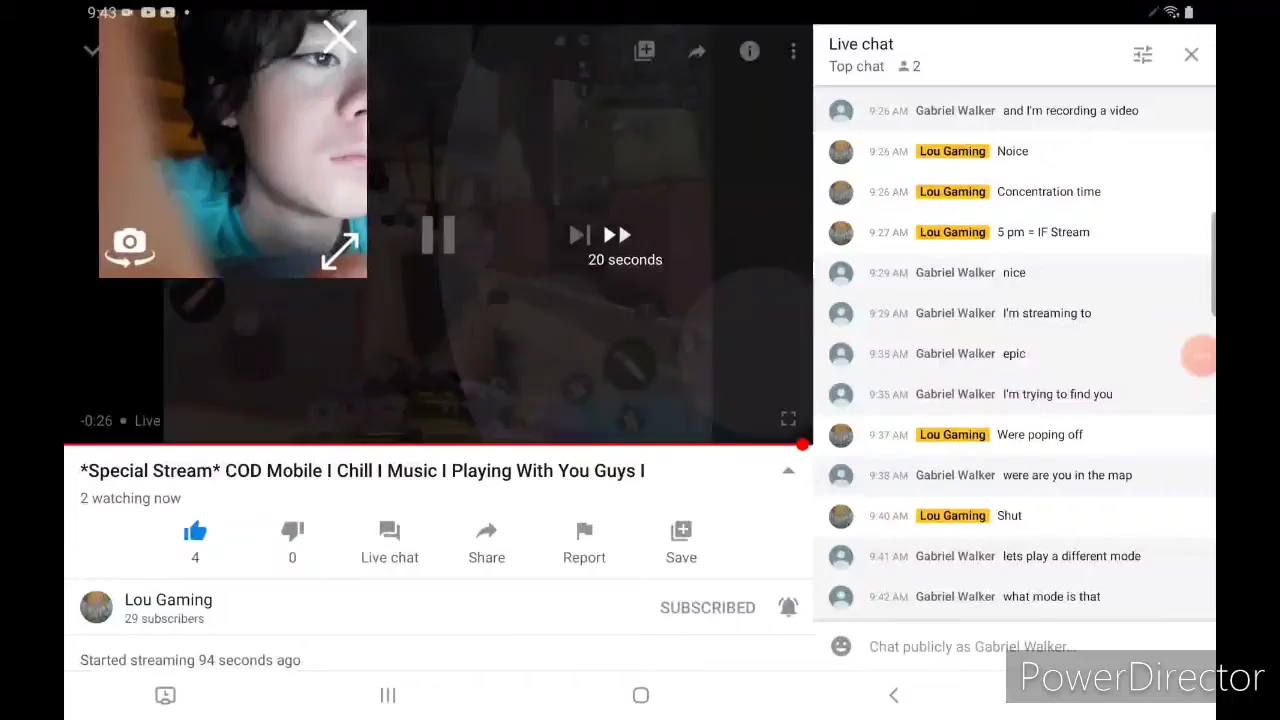 9:43
Live chat
Top chat 2
20 seconds
-0:26 • Live
*Special Stream* COD Mobile I Chill I Music I Playing With You Guys I
2 watching now
4
0
Live chat
Share
Report
Save
Lou Gaming
29 subscribers
SUBSCRIBED
Started streaming 94 seconds ago
9:26 AM Gabriel Walker and I'm recording a video
9:26 AM Lou Gaming Noice
9:26 AM Lou Gaming Concentration time
9:27 AM Lou Gaming 5 pm = IF Stream
9:29 AM Gabriel Walker nice
9:29 AM Gabriel Walker I'm streaming to
9:35 AM Gabriel Walker epic
9:35 AM Gabriel Walker I'm trying to find you
9:37 AM Lou Gaming Were poping off
9:38 AM Gabriel Walker were are you in the map
9:40 AM Lou Gaming Shut
9:41 AM Gabriel Walker lets play a different mode
9:42 AM Gabriel Walker what mode is that
Chat publicly as Gabriel Walker...
PowerDirector